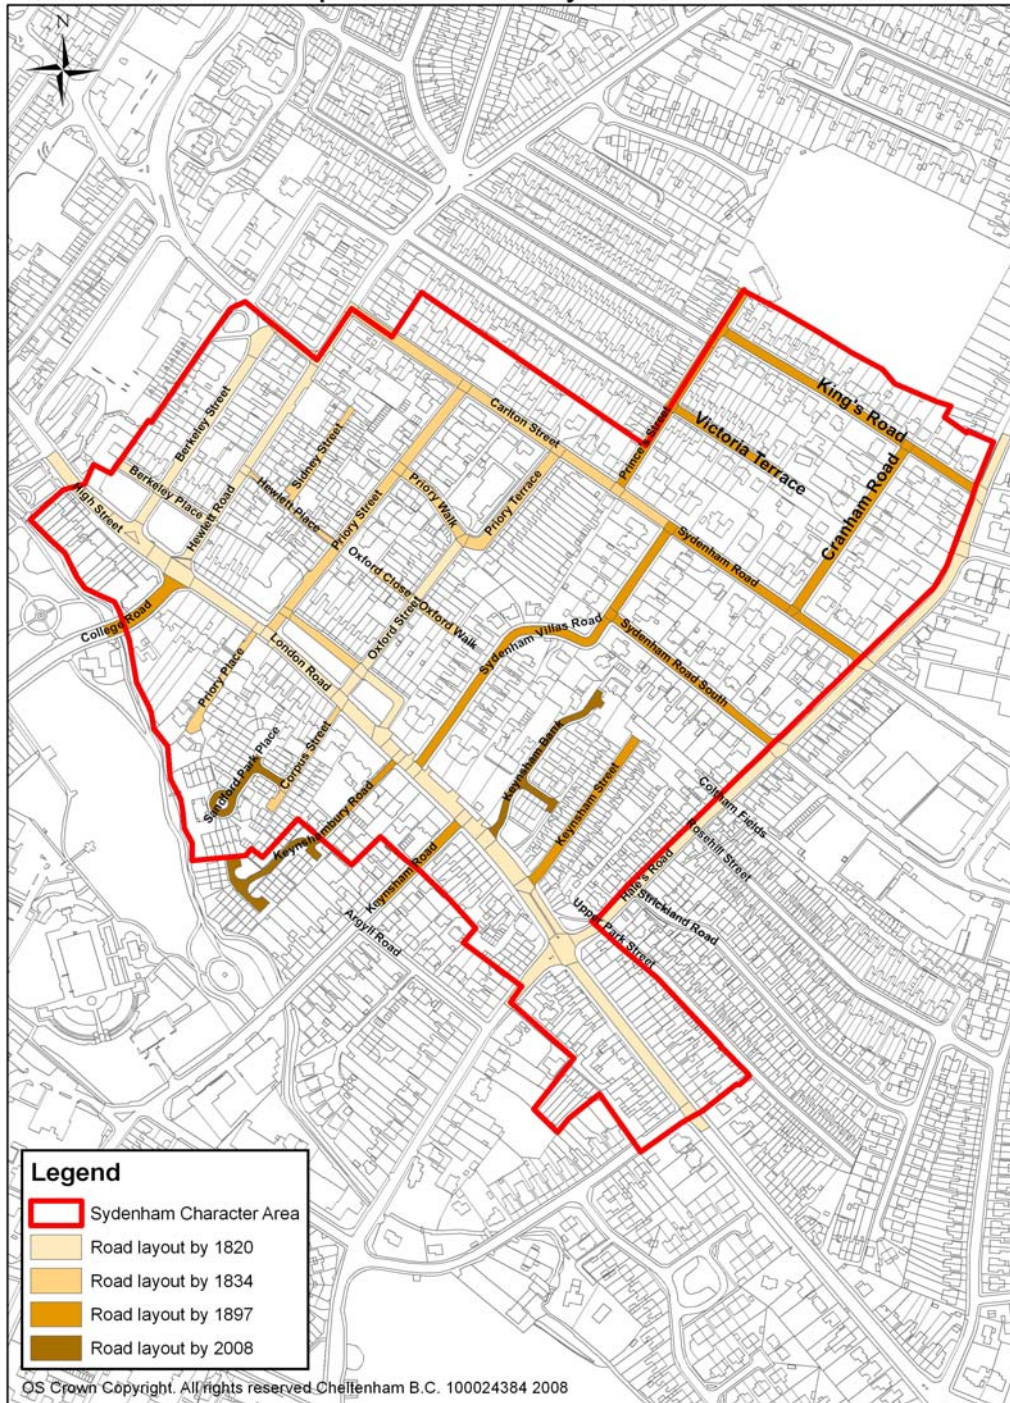 N
King's Road
Victoria Terrace
Cranham Road
Carlton Street
Prince's Street
Berkeley Street
Sidney Street
Berkeley Place
High Street
Hewlett Road
Hewlett Place
Priory Street
Priory Walk
Priory Terrace
Sydenham Road
Oxford Close
Oxford Walk
Oxford Street
College Road
London Road
Sydenham Villas Road
Sydenham Road South
Priory Place
Sandford Park Place
Corpus Street
Keynshambury Road
Keynsham Bank
Keynsham Street
Keynsham Road
Coltham Fields
Rosehill Street
Hale's Road
Strickland Road
Upper Park Street
Argyll Road
Legend
Sydenham Character Area
Road layout by 1820
Road layout by 1834
Road layout by 1897
Road layout by 2008
OS Crown Copyright. All rights reserved Cheltenham B.C. 100024384 2008